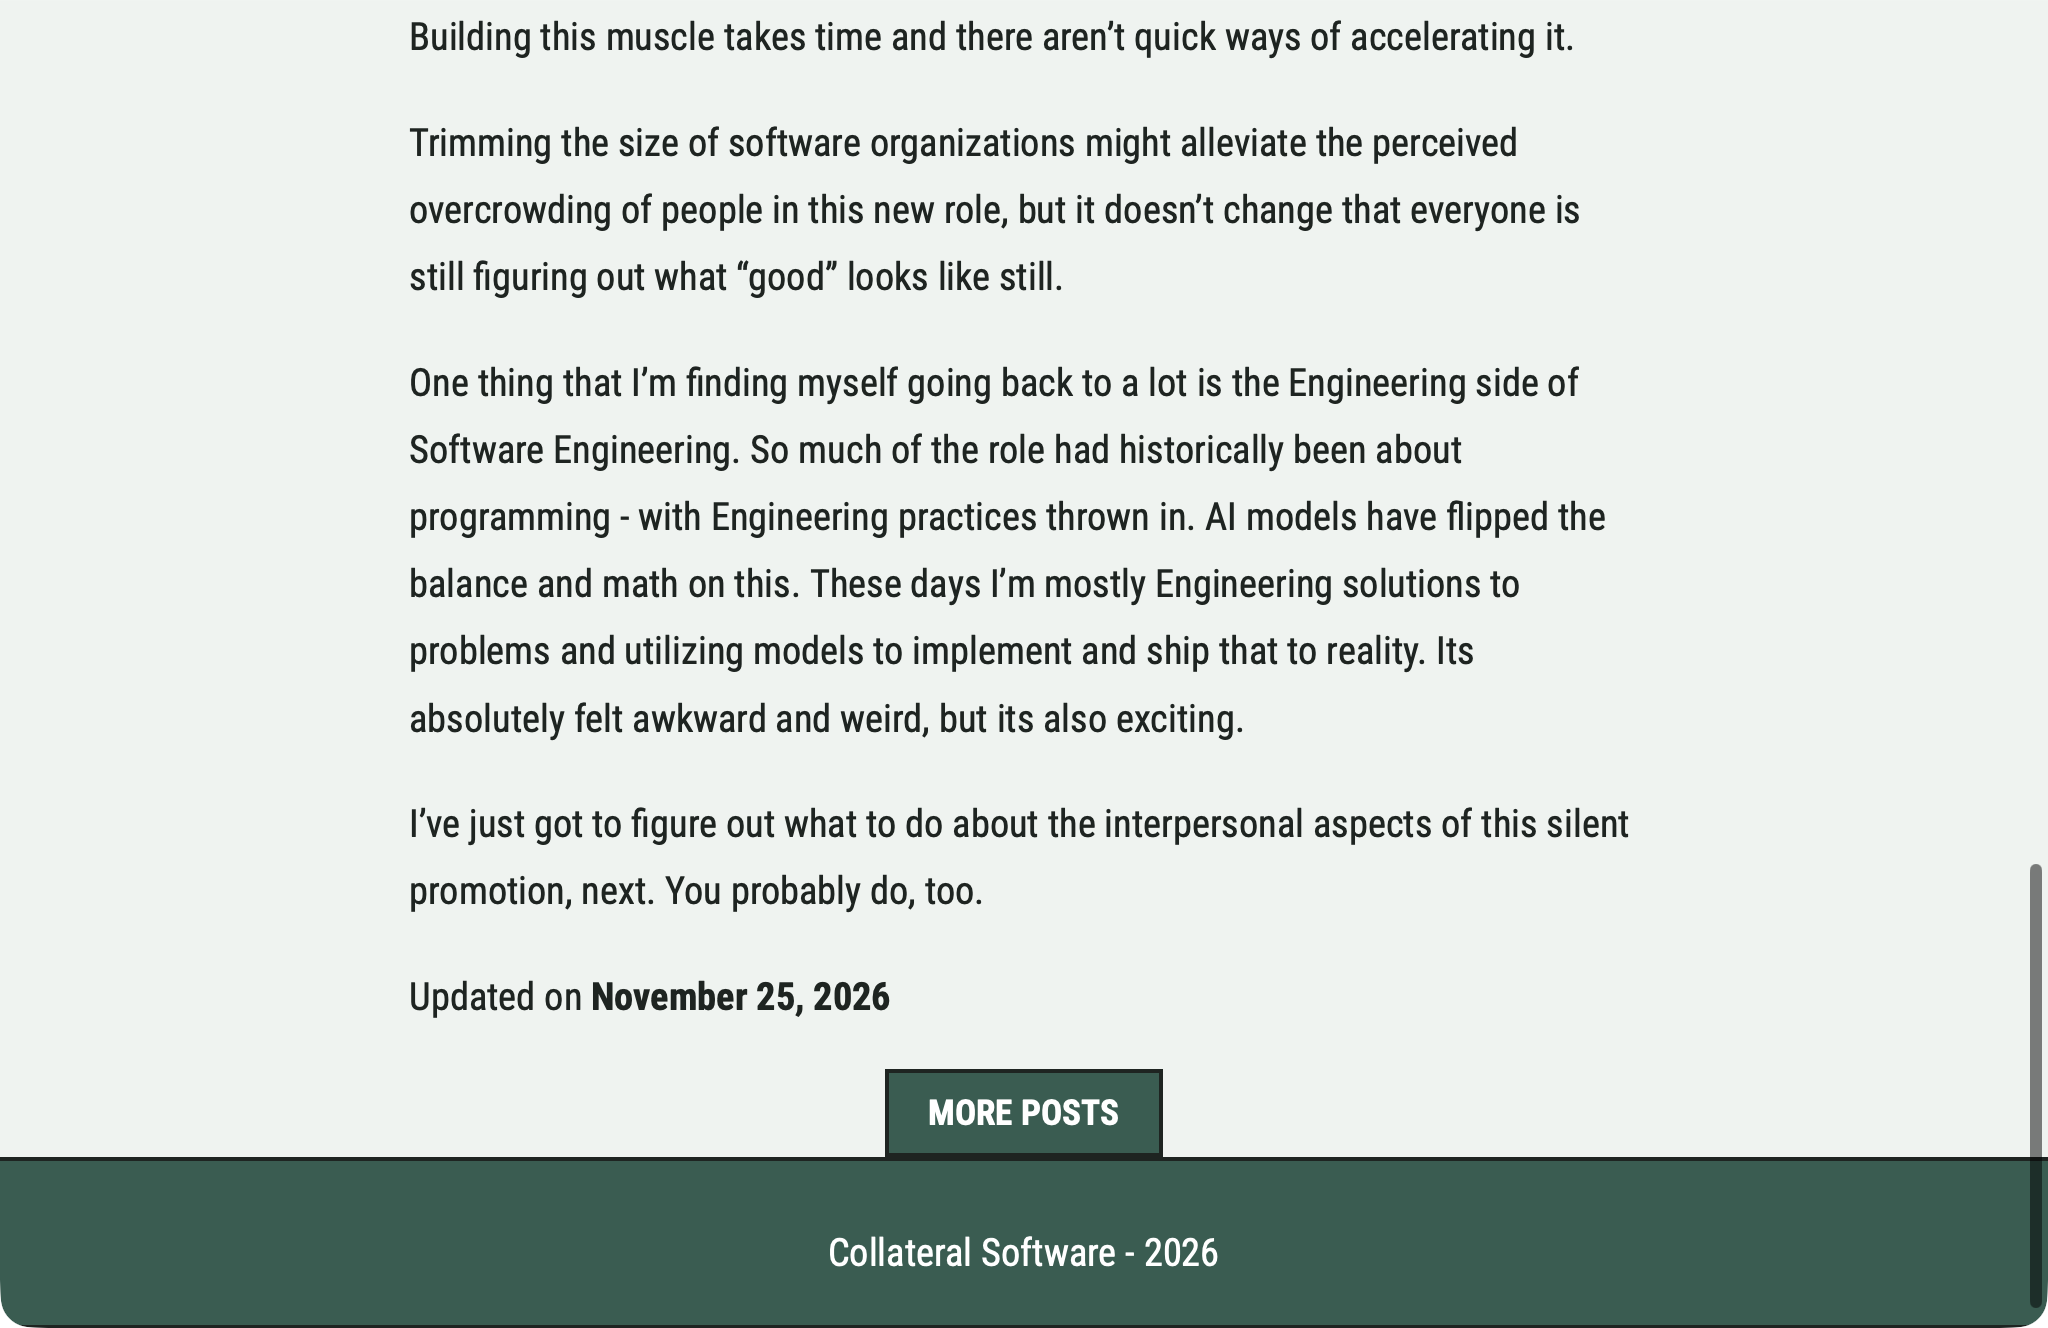 Building this muscle takes time and there aren’t quick ways of accelerating it.
Trimming the size of software organizations might alleviate the perceived
overcrowding of people in this new role, but it doesn’t change that everyone is
still figuring out what “good” looks like still.
One thing that I’m finding myself going back to a lot is the Engineering side of
Software Engineering. So much of the role had historically been about
programming - with Engineering practices thrown in. AI models have flipped the
balance and math on this. These days I’m mostly Engineering solutions to
problems and utilizing models to implement and ship that to reality. Its
absolutely felt awkward and weird, but its also exciting.
I’ve just got to figure out what to do about the interpersonal aspects of this silent
promotion, next. You probably do, too.
Updated on November 25, 2026
MORE POSTS
Collateral Software - 2026